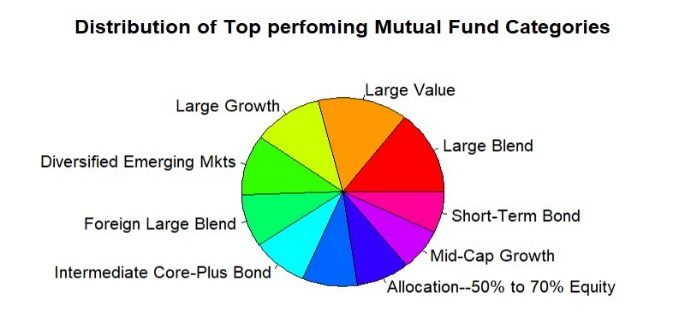 Distribution of Top perfoming Mutual Fund Categories
Large Value
Large Growth
Large Blend
Diversified Emerging Mkts
Short-Term Bond
Foreign Large Blend
Mid-Cap Growth
Intermediate Core-Plus Bond
Allocation--50% to 70% Equity